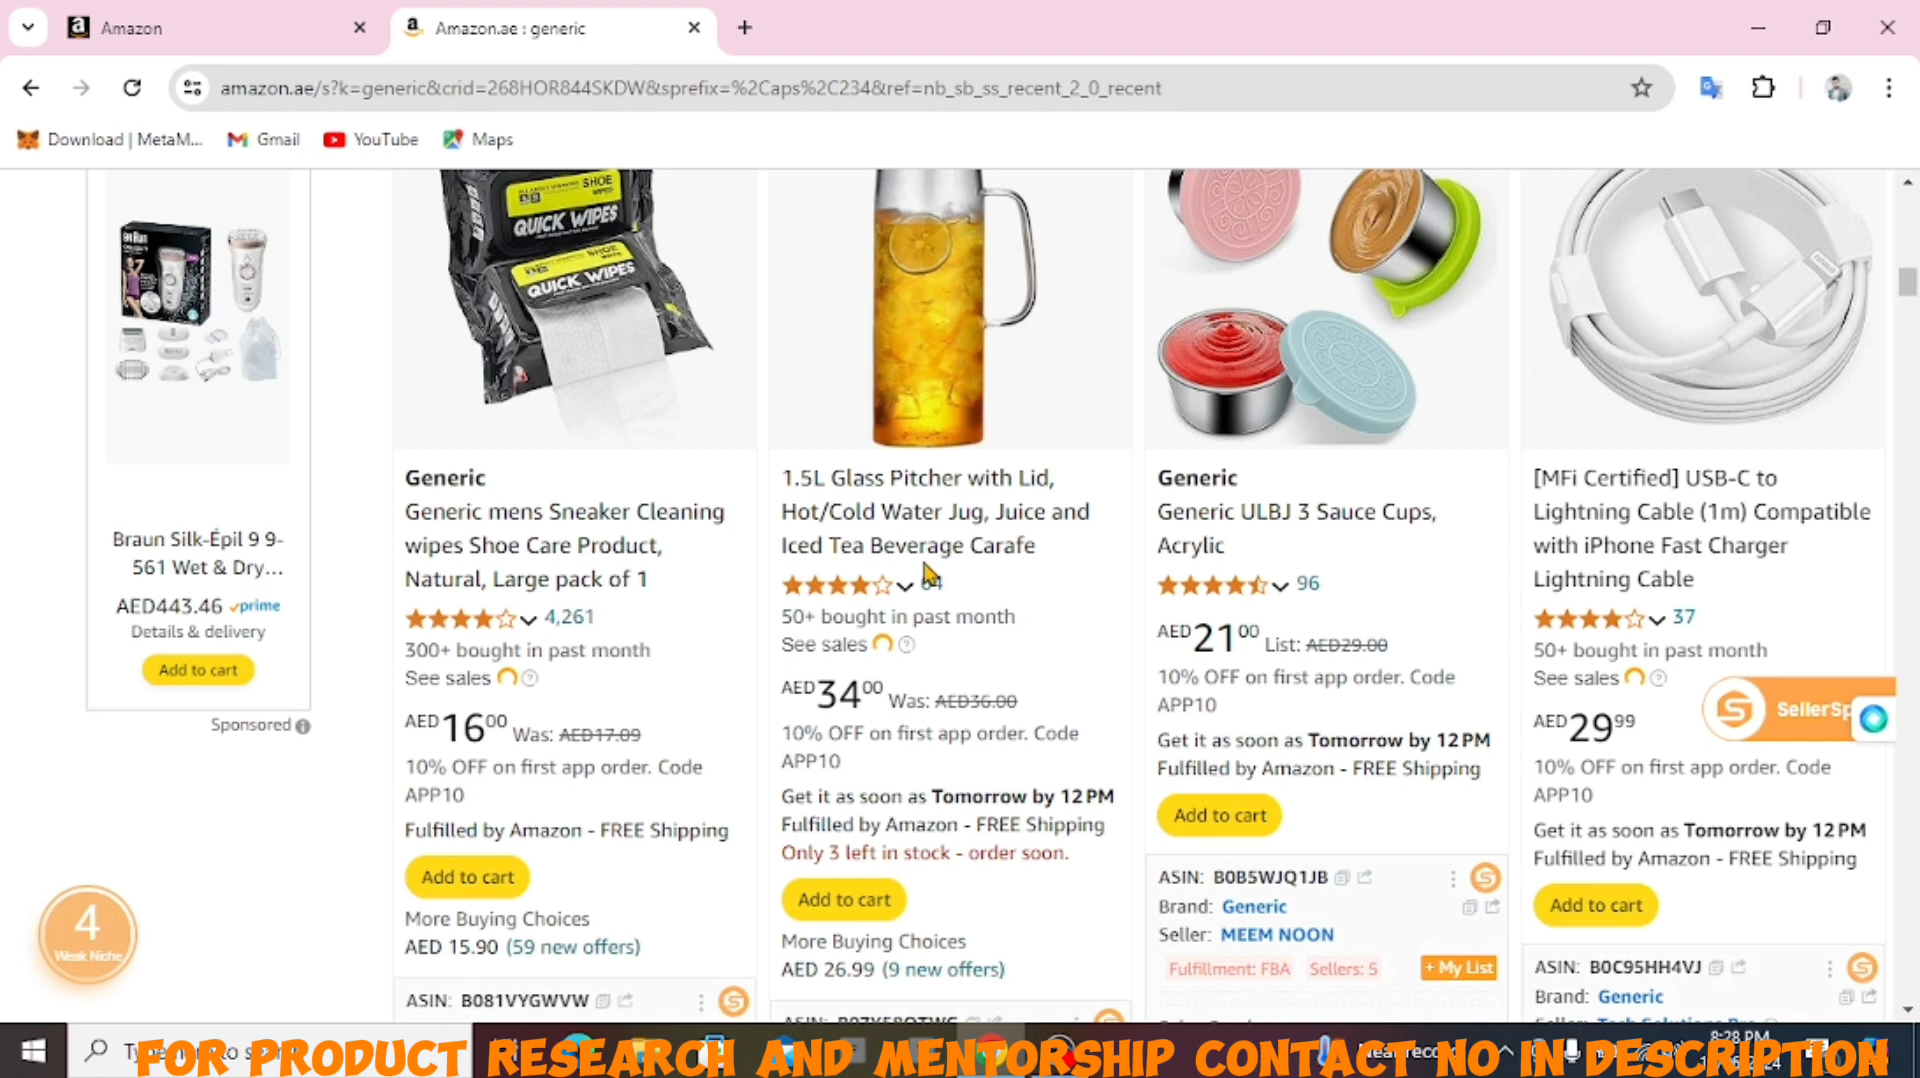 Amazon
Amazon.ae : generic
amazon.ae/s?k=generic&crid=268HOR844SKDW&sprefix=%2Caps%2C234&ref=nb_sb_ss_recent_2_0_recent
Download | MetaM...
Gmail
YouTube
Maps
Braun Silk-Épil 9 9-
561 Wet & Dry...
AED443.46 prime
Details & delivery
Add to cart
Sponsored
4
Weak Niche
SHOE
QUICK WIPES
SHOE
QUICK WIPES
Generic
Generic mens Sneaker Cleaning
wipes Shoe Care Product,
Natural, Large pack of 1
4,261
300+ bought in past month
See sales
AED 16 00 Was: AED17.09
10% OFF on first app order. Code
APP10
Fulfilled by Amazon - FREE Shipping
Add to cart
More Buying Choices
AED 15.90 (59 new offers)
ASIN: B081VYGWVW
1.5L Glass Pitcher with Lid,
Hot/Cold Water Jug, Juice and
Iced Tea Beverage Carafe
50+ bought in past month
See sales
AED 34 00 Was: AED36.00
10% OFF on first app order. Code
APP10
Get it as soon as Tomorrow by 12 PM
Fulfilled by Amazon - FREE Shipping
Only 3 left in stock - order soon.
Add to cart
More Buying Choices
AED 26.99 (9 new offers)
Generic
Generic ULBJ 3 Sauce Cups,
Acrylic
96
AED 21 00 List: AED29.00
10% OFF on first app order. Code
APP10
Get it as soon as Tomorrow by 12 PM
Fulfilled by Amazon - FREE Shipping
Add to cart
ASIN: B0B5WJQ1JB
Brand: Generic
Seller: MEEM NOON
Fulfillment: FBA Sellers: 5 + My List
[MFi Certified] USB-C to
Lightning Cable (1m) Compatible
with iPhone Fast Charger
Lightning Cable
37
50+ bought in past month
See sales
AED 29 99
10% OFF on first app order. Code
APP10
Get it as soon as Tomorrow by 12 PM
Fulfilled by Amazon - FREE Shipping
Add to cart
ASIN: B0C95HH4VJ
Brand: Generic
SellerSp
8:28 PM
FOR PRODUCT RESEARCH AND MENTORSHIP CONTACT NO IN DESCRIPTION